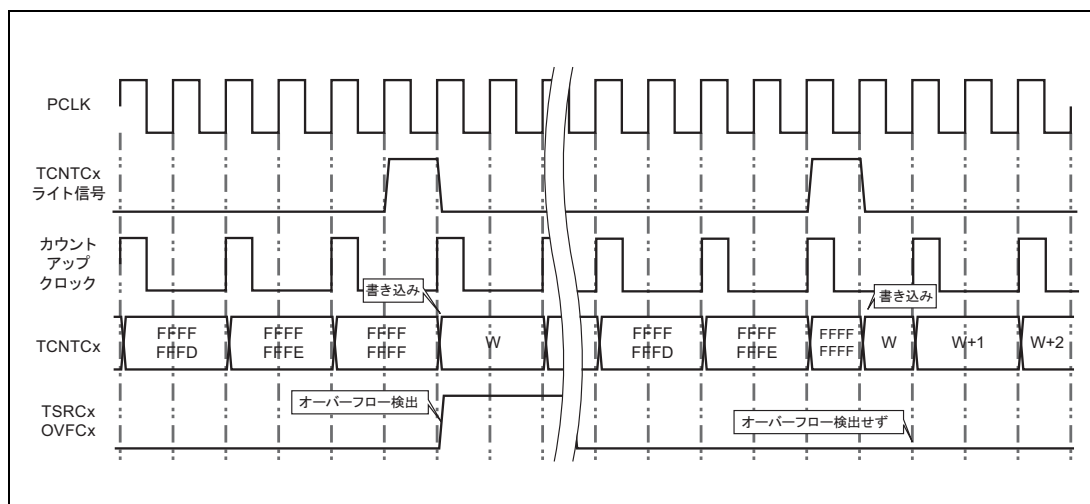 PCLK
TCNTCx
ライト信号
カウント
アップ
クロック
書き込み
書き込み
TCNTCx
FFFF
FFFD
FFFF
FFFE
FFFF
FFFF
W
FFFF
FFFD
FFFF
FFFE
FFFF
FFFF
W
W+1
W+2
TSRCx
OVFCx
オーバーフロー検出
オーバーフロー検出せず